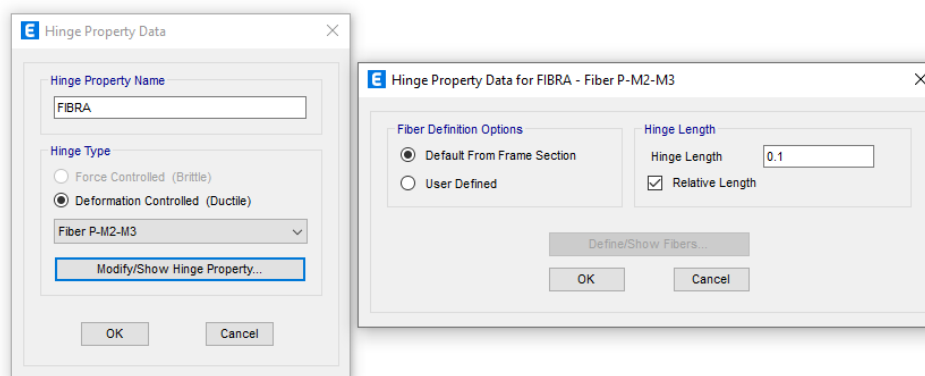 Hinge Property Data
Hinge Property Name
FIBRA
Hinge Type
Force Controlled (Brittle)
Deformation Controlled (Ductile)
Fiber P-M2-M3
Modify/Show Hinge Property...
OK Cancel
Hinge Property Data for FIBRA - Fiber P-M2-M3
Fiber Definition Options
Default From Frame Section
User Defined
Hinge Length
Hinge Length 0.1
Relative Length
Define/Show Fibers...
OK Cancel